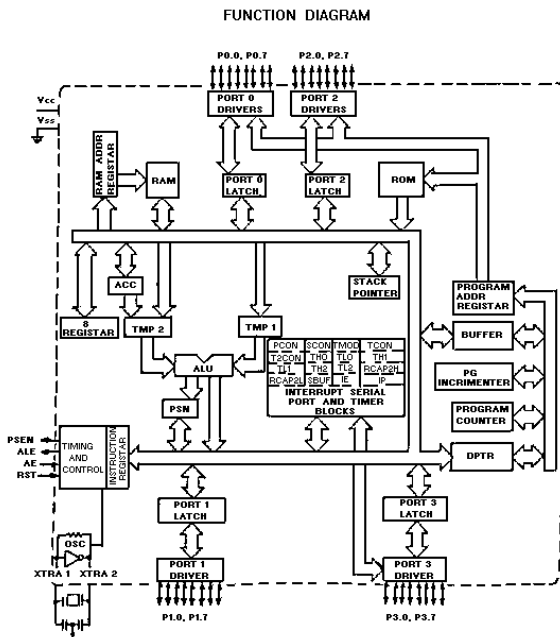 FUNCTION DIAGRAM
P0.0, P0.7
P2.0, P2.7
Vcc
Vss
PORT 0
DRIVERS
PORT 2
DRIVERS
RAM ADDR
REGISTAR
RAM
PORT 0
LATCH
PORT 2
LATCH
ROM
ACC
STACK
POINTER
PROGRAM
ADDR
REGISTAR
8
REGISTAR
TMP 2
TMP 1
BUFFER
ALU
PCON SCON TMOD TCON
T2CON THO TLO TH1
TL1 TH2 TL2 RCAP2H
RCAP2L SBUF IE IP
INTERRUPT SERIAL
PORT AND TIMER
BLOCKS
PG
INCRIMENTER
PSN
PROGRAM
COUNTER
PSEN
ALE
AE
RST
TIMING
AND
CONTROL
INSTRUCTION
REGISTAR
DPTR
PORT 1
LATCH
PORT 3
LATCH
OSC
XTRA 1 XTRA 2
PORT 1
DRIVER
PORT 3
DRIVER
P1.0, P1.7
P3.0, P3.7